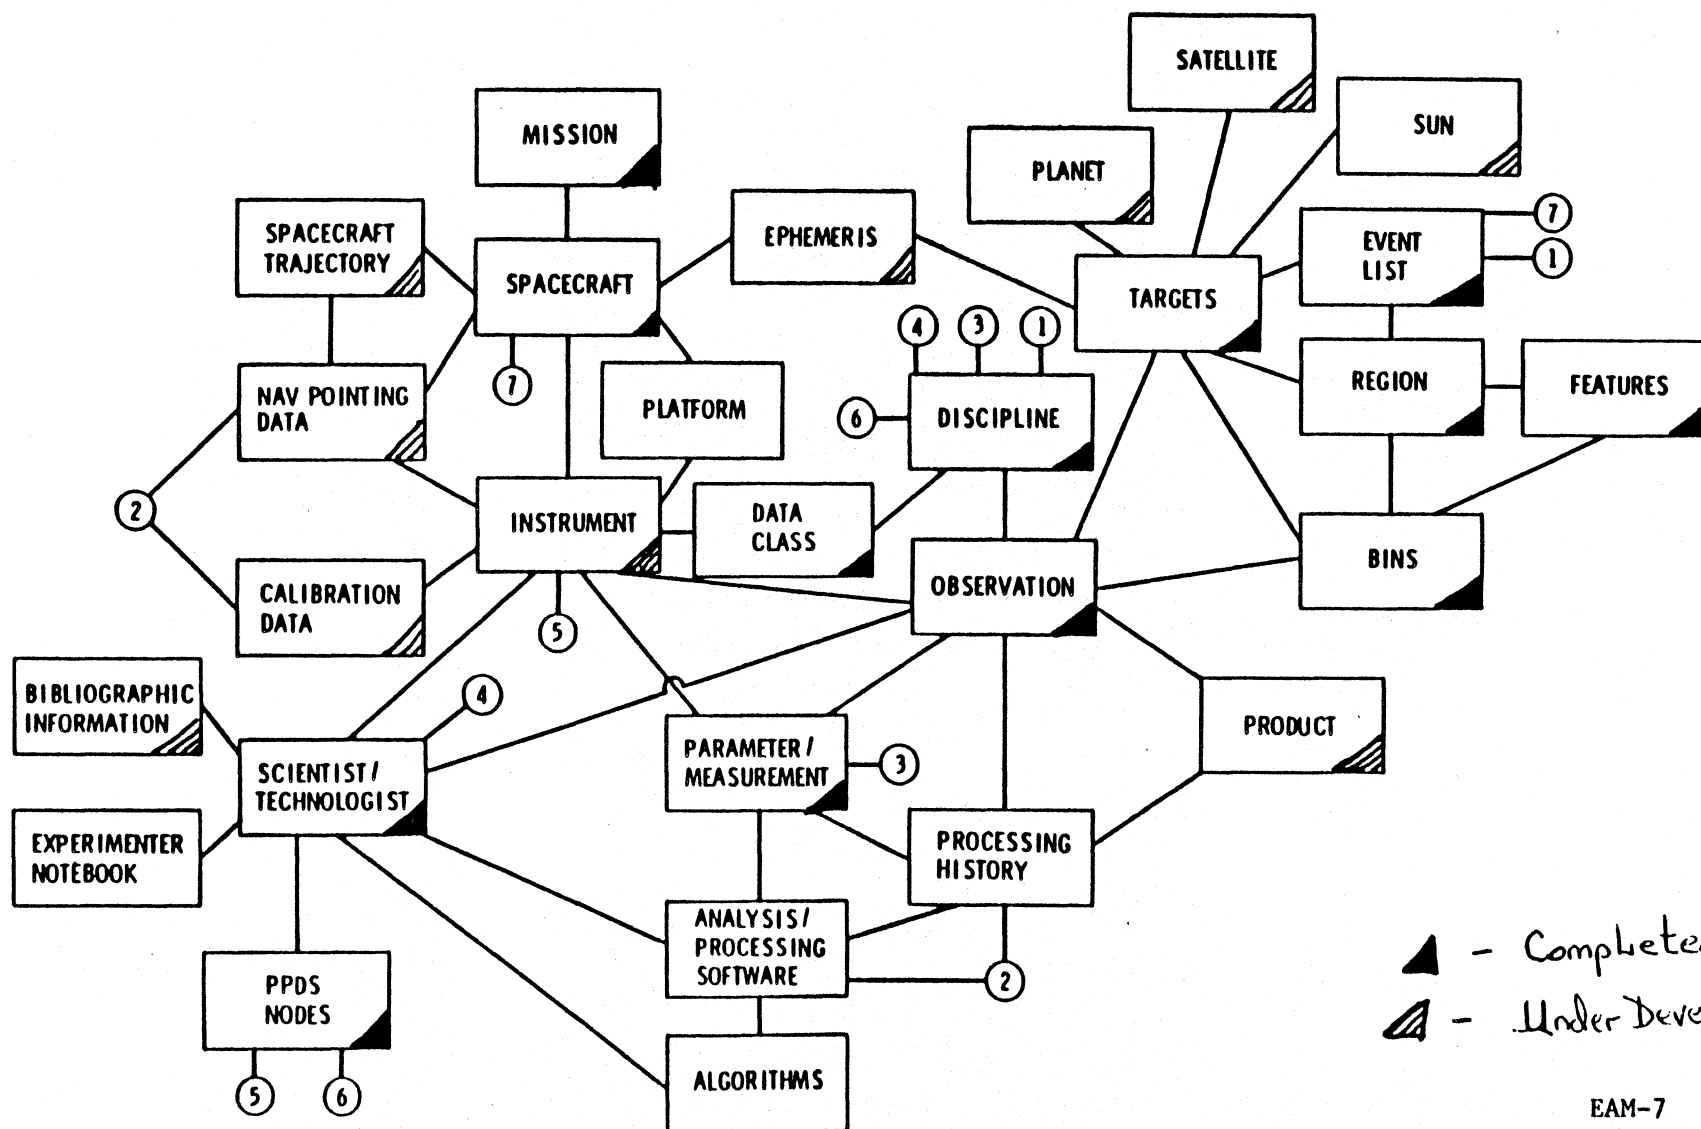 SATELLITE
MISSION
SUN
PLANET
SPACECRAFT
TRAJECTORY
EPHEMERIS
EVENT
LIST
7
1
SPACECRAFT
TARGETS
4
3
1
7
NAV POINTING
DATA
PLATFORM
6
DISCIPLINE
REGION
FEATURES
2
INSTRUMENT
DATA
CLASS
OBSERVATION
BINS
CALIBRATION
DATA
5
BIBLIOGRAPHIC
INFORMATION
4
PRODUCT
SCIENTIST/
TECHNOLOGIST
PARAMETER/
MEASUREMENT
3
EXPERIMENTER
NOTEBOOK
PROCESSING
HISTORY
ANALYSIS/
PROCESSING
SOFTWARE
2
PPDS
NODES
- Complete
- Under Deve
5
6
ALGORITHMS
EAM-7